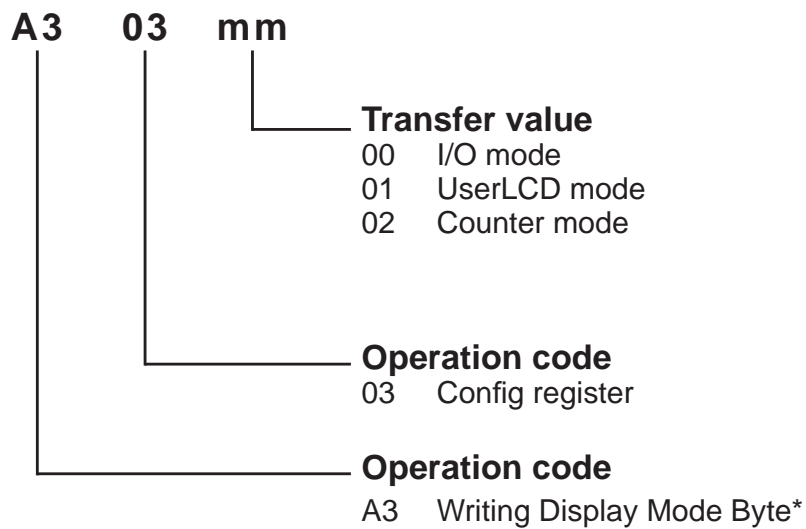 A3 03 mm
Transfer value
00 I/O mode
01 UserLCD mode
02 Counter mode
Operation code
03 Config register
Operation code
A3 Writing Display Mode Byte*